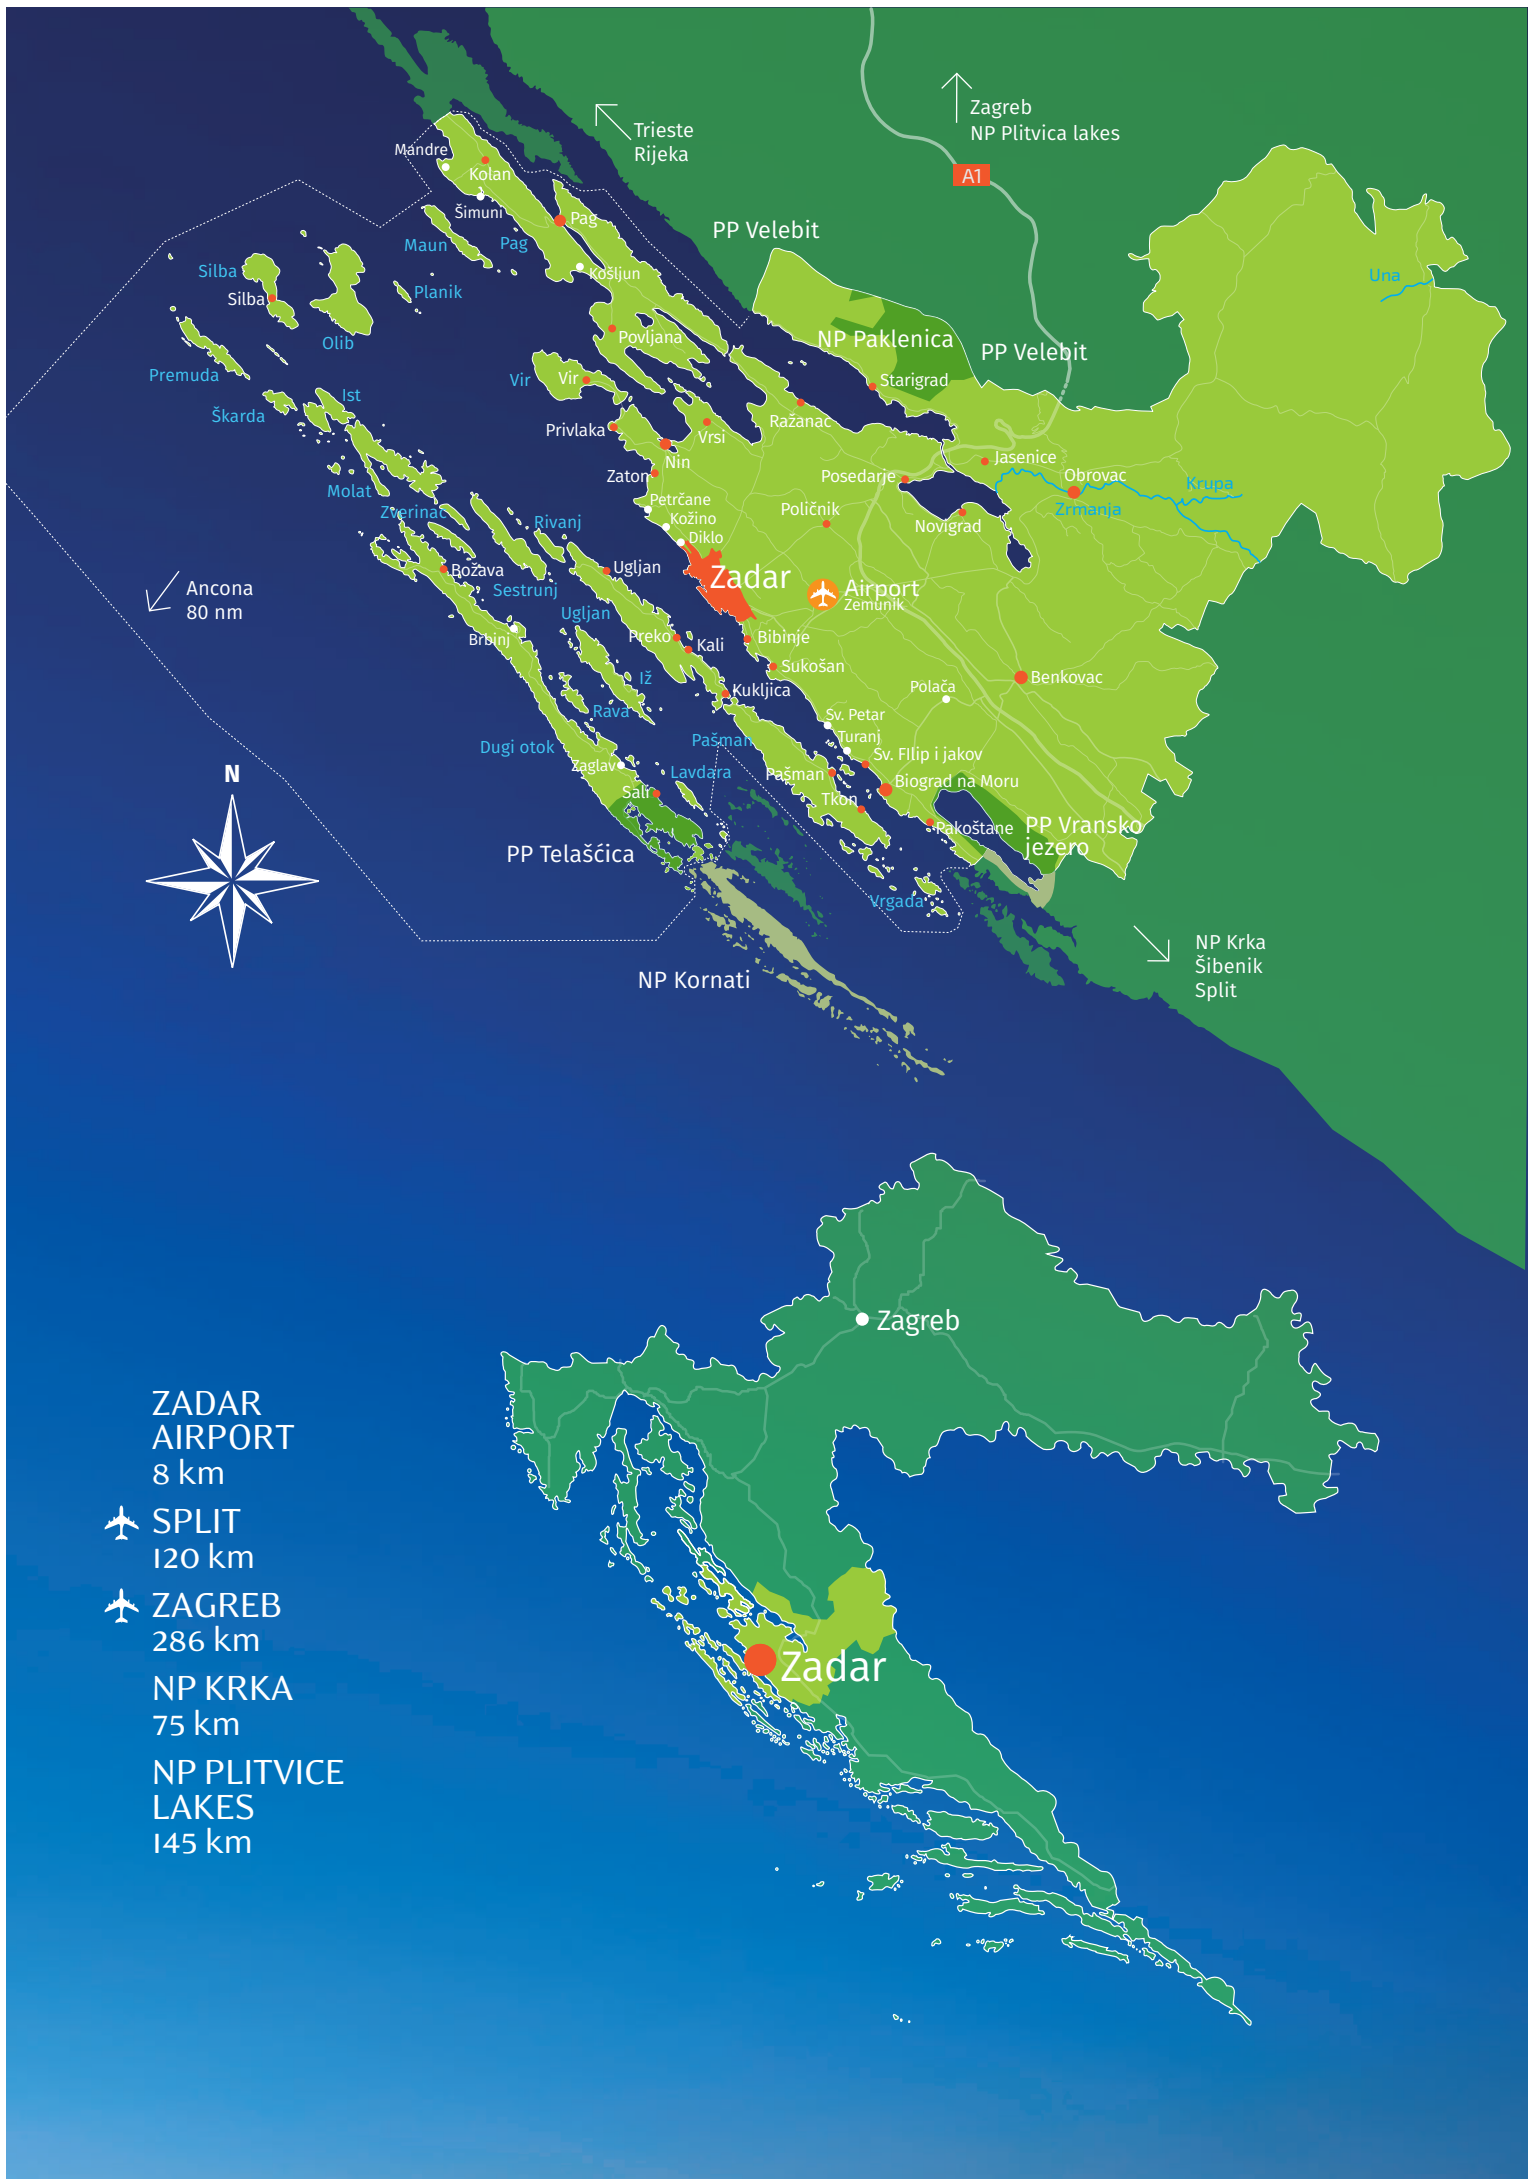 Zagreb
NP Plitvica lakes
Trieste
Rijeka
A1
Mandre
Kolan
Šimuni
Pag
Maun
Pag
PP Velebit
Košljun
Silba
Silba
Planik
Olib
Una
Povljana
NP Paklenica
PP Velebit
Premuda
Vir
Vir
Starigrad
Ist
Škarda
Privlaka
Vrsi
Ražanac
Nin
Zaton
Posedarje
Jasenice
Obrovac
Krupa
Zrmanja
Molat
Zverinac
Petrčane
Kožino
Diklo
Rivanj
Poličnik
Novigrad
Božava
Sestrunj
Ugljan
Ugljan
Zadar
Airport
Zemunik
Ancona
80 nm
Brbinj
Preko
Kali
Bibinje
Sukošan
Iž
Rava
Kukljica
Polača
Benkovac
Dugi otok
Pašman
Sv. Petar
Turanj
Sv. FIlip i jakov
Zaglav
Lavdara
Pašman
Biograd na Moru
Sali
Tkon
Pakoštane
PP Vransko
jezero
N
PP Telašćica
Vrgada
NP Kornati
NP Krka
Šibenik
Split
Zagreb
Zadar
ZADAR
AIRPORT
8 km
SPLIT
120 km
ZAGREB
286 km
NP KRKA
75 km
NP PLITVICE
LAKES
145 km